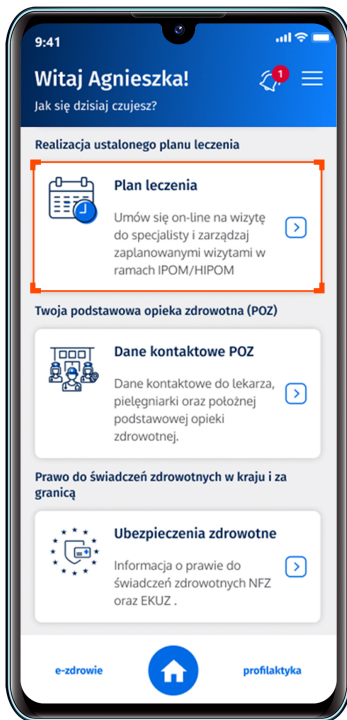 9:41
Witaj Agnieszka!
1
Jak się dzisiaj czujesz?
Realizacja ustalonego planu leczenia
Plan leczenia
Umów się on-line na wizytę
do specjalisty i zarządzaj
zaplanowanymi wizytami w
ramach IPOM/HIPOM
Twoja podstawowa opieka zdrowotna (POZ)
Dane kontaktowe POZ
Dane kontaktowe do lekarza,
pielęgniarki oraz położnej
podstawowej opieki
zdrowotnej.
Prawo do świadczeń zdrowotnych w kraju i za
granicą
Ubezpieczenia zdrowotne
Informacja o prawie do
świadczeń zdrowotnych NFZ
oraz EKUZ .
e-zdrowie
profilaktyka